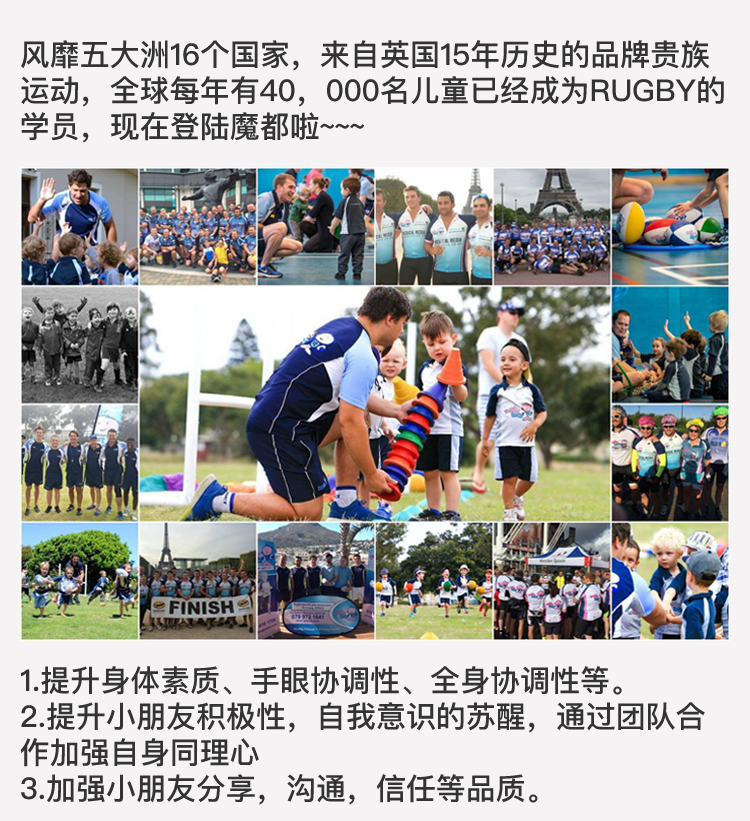 风靡五大洲16个国家，来自英国15年历史的品牌贵族
运动，全球每年有40，000名儿童已经成为RUGBY的
学员，现在登陆魔都啦~~~
FINISH
1.提升身体素质、手眼协调性、全身协调性等。
2.提升小朋友积极性，自我意识的苏醒，通过团队合
作加强自身同理心
3.加强小朋友分享，沟通，信任等品质。